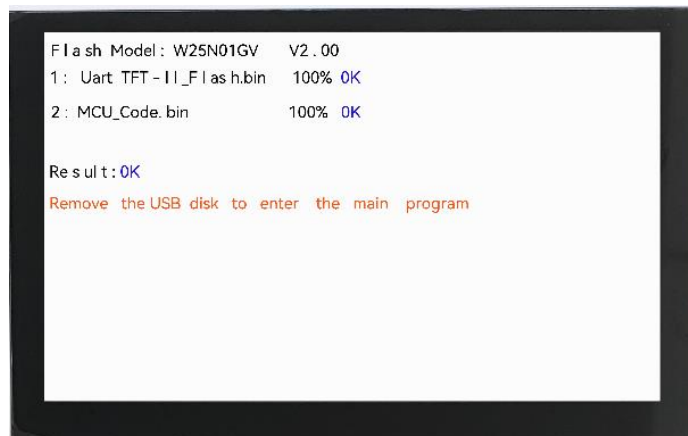 Flash Model: W25N01GV V2.00
1: Uart TFT-II_Flash.bin 100% OK
2: MCU_Code.bin 100% OK
Result:OK
Remove the USB disk to enter the main program